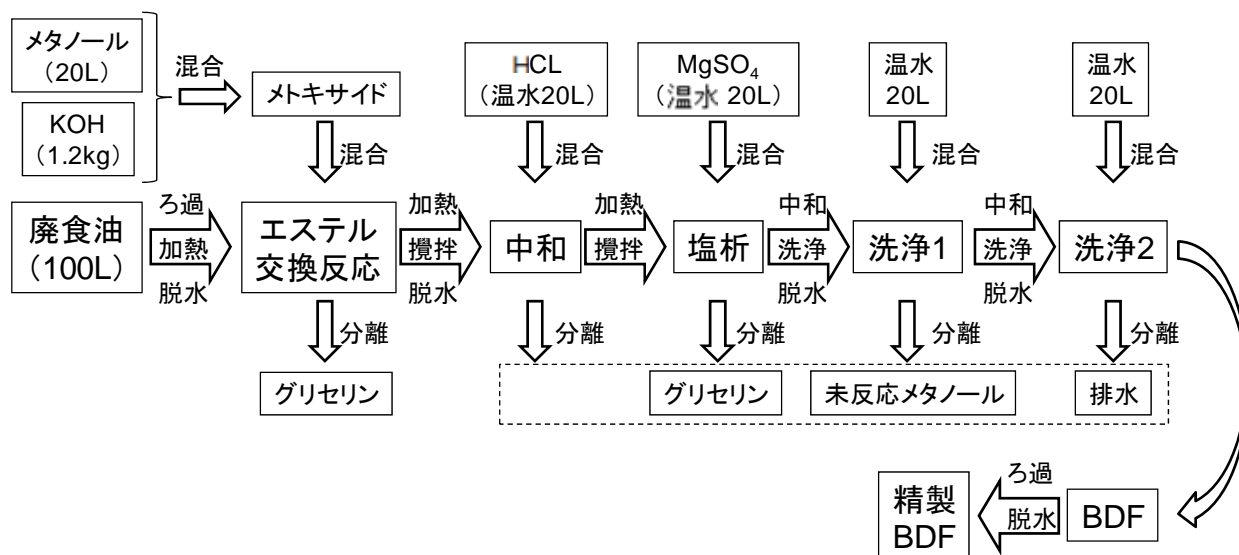 メタノール
（20L）
混合
KOH
（1.2kg）
メトキサイド
HCL
（温水20L）
MgSO₄
（温水 20L）
温水
20L
温水
20L
混合
混合
混合
混合
混合
廃食油
（100L）
ろ過
加熱
脱水
エステル
交換反応
加熱
攪拌
脱水
中和
加熱
攪拌
塩析
中和
洗浄
脱水
洗浄1
中和
洗浄
脱水
洗浄2
分離
分離
分離
分離
分離
グリセリン
グリセリン
未反応メタノール
排水
精製
BDF
ろ過
脱水
BDF